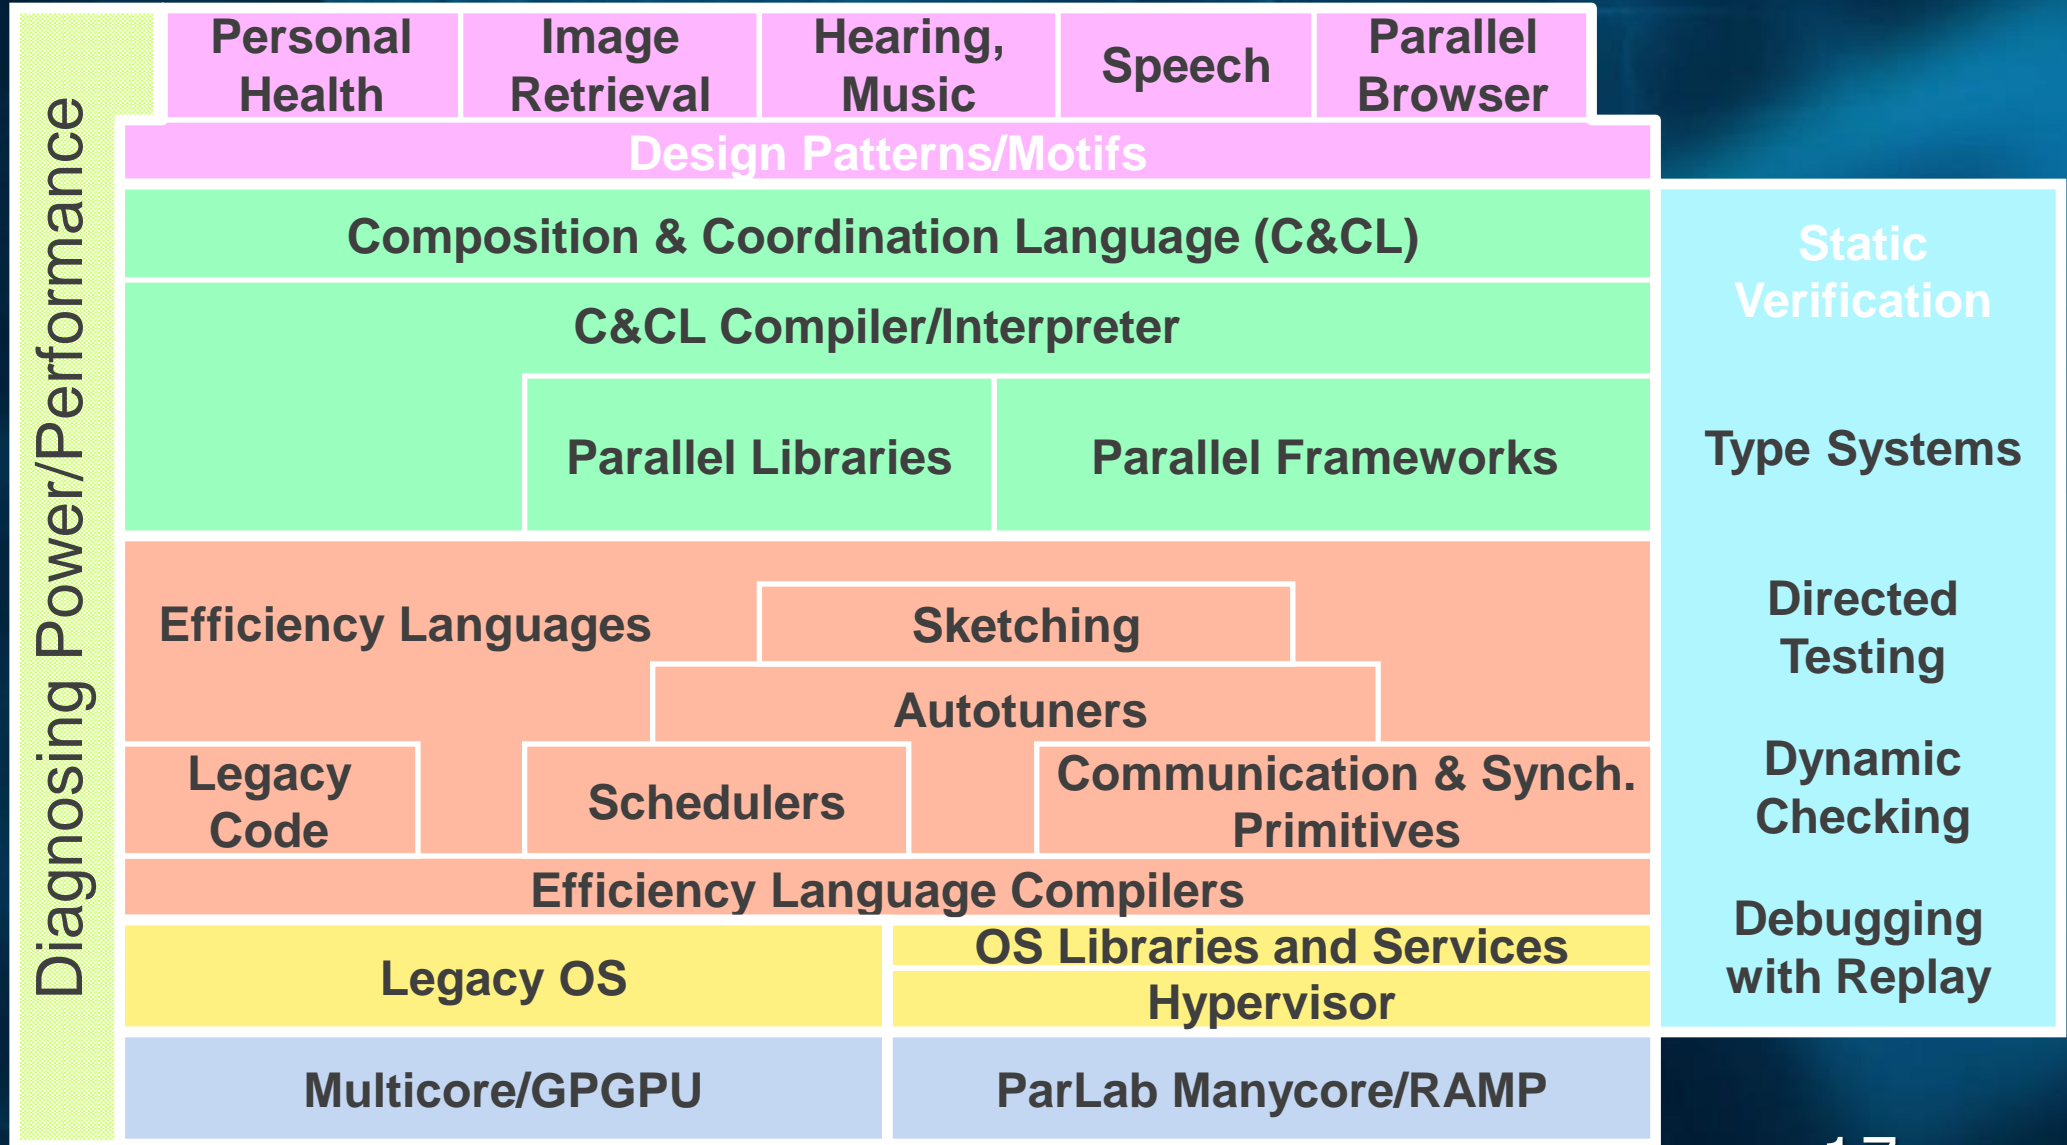 Diagnosing Power/Performance
Personal
Health
Image
Retrieval
Hearing,
Music
Speech
Parallel
Browser
Design Patterns/Motifs
Composition & Coordination Language (C&CL)
C&CL Compiler/Interpreter
Parallel Libraries
Parallel Frameworks
Efficiency Languages
Sketching
Autotuners
Legacy
Code
Schedulers
Communication & Synch.
Primitives
Efficiency Language Compilers
Legacy OS
OS Libraries and Services
Hypervisor
Multicore/GPGPU
ParLab Manycore/RAMP
Static
Verification
Type Systems
Directed
Testing
Dynamic
Checking
Debugging
with Replay